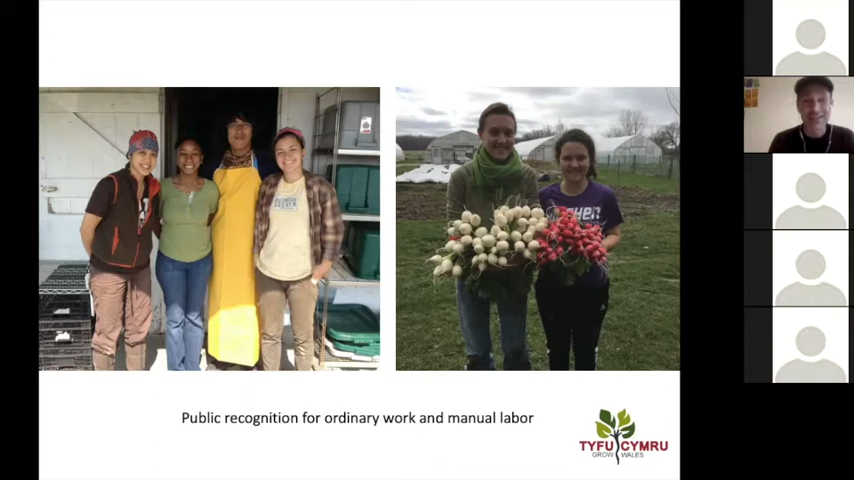 Public recognition for ordinary work and manual labor
TYFU CYMRU
GROW WALES